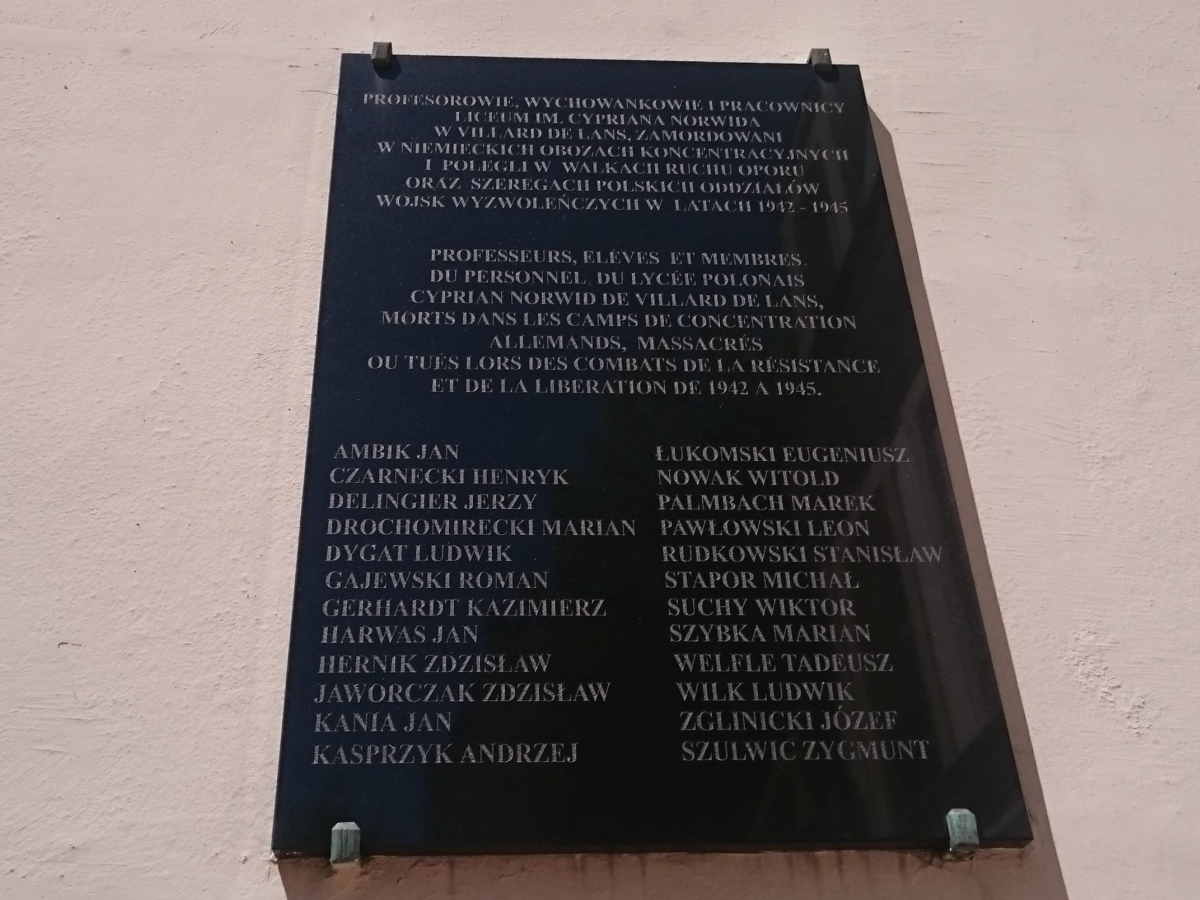 PROFESOROWIE, WYCHOWANKOWIE I PRACOWNICY
LICEUM IM. CYPRIANA NORWIDA
W VILLARD DE LANS, ZAMORDOWANI
W NIEMIECKICH OBOZACH KONCENTRACYJNYCH
I POLEGLI W WALKACH RUCHU OPORU
ORAZ SZEREGACH POLSKICH ODDZIAŁÓW
WOJSK WYZWOLEŃCZYCH W LATACH 1942 - 1945
PROFESSEURS, ELÈVES ET MEMBRES
DU PERSONNEL DU LYCÉE POLONAIS
CYPRIAN NORWID DE VILLARD DE LANS,
MORTS DANS LES CAMPS DE CONCENTRATION
ALLEMANDS, MASSACRÉS
OU TUÉS LORS DES COMBATS DE LA RÉSISTANCE
ET DE LA LIBERATION DE 1942 A 1945.
AMBIK JAN
CZARNECKI HENRYK
DELINGIER JERZY
DROCHOMIRECKI MARIAN
DYGAT LUDWIK
GAJEWSKI ROMAN
GERHARDT KAZIMIERZ
HARWAS JAN
HERNIK ZDZISŁAW
JAWORCZAK ZDZISŁAW
KANIA JAN
KASPRZYK ANDRZEJ
ŁUKOMSKI EUGENIUSZ
NOWAK WITOLD
PALMBACH MAREK
PAWŁOWSKI LEON
RUDKOWSKI STANISŁAW
STAPOR MICHAŁ
SUCHY WIKTOR
SZYBKA MARIAN
WELFLE TADEUSZ
WILK LUDWIK
ZGLINICKI JÓZEF
SZULWIC ZYGMUNT